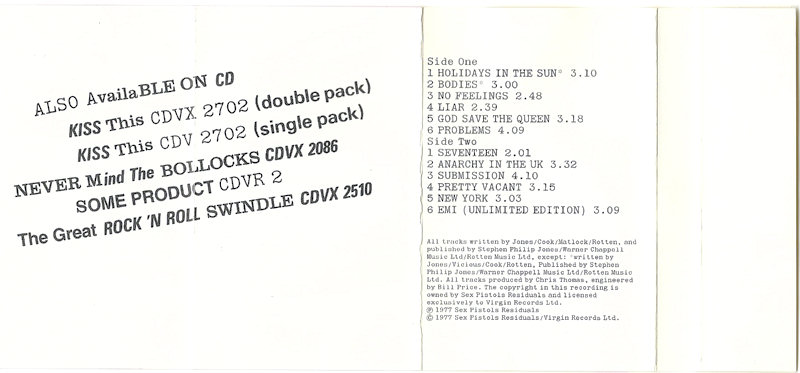 ALSO AvailaBLE ON CD
KISS This CDVX 2702 (double pack)
KISS This CDV 2702 (single pack)
NEVER Mind The BOLLOCKS CDVX 2086
SOME PRODUCT CDVR 2
The Great ROCK 'N ROLL SWINDLE CDVX 2510
Side One
1 HOLIDAYS IN THE SUN* 3.10
2 BODIES* 3.00
3 NO FEELINGS 2.48
4 LIAR 2.39
5 GOD SAVE THE QUEEN 3.18
6 PROBLEMS 4.09
Side Two
1 SEVENTEEN 2.01
2 ANARCHY IN THE UK 3.32
3 SUBMISSION 4.10
4 PRETTY VACANT 3.15
5 NEW YORK 3.03
6 EMI (UNLIMITED EDITION) 3.09
All tracks written by Jones/Cook/Matlock/Rotten, and
published by Stephen Philip Jones/Warner Chappell
Music Ltd/Rotten Music Ltd, except: *written by
Jones/Vicious/Cook/Rotten, Published by Stephen
Philip Jones/Warner Chappell Music Ltd/Rotten Music
Ltd. All tracks produced by Chris Thomas, engineered
by Bill Price. The copyright in this recording is
owned by Sex Pistols Residuals and licensed
exclusively to Virgin Records Ltd.
℗ 1977 Sex Pistols Residuals
© 1977 Sex Pistols Residuals/Virgin Records Ltd.